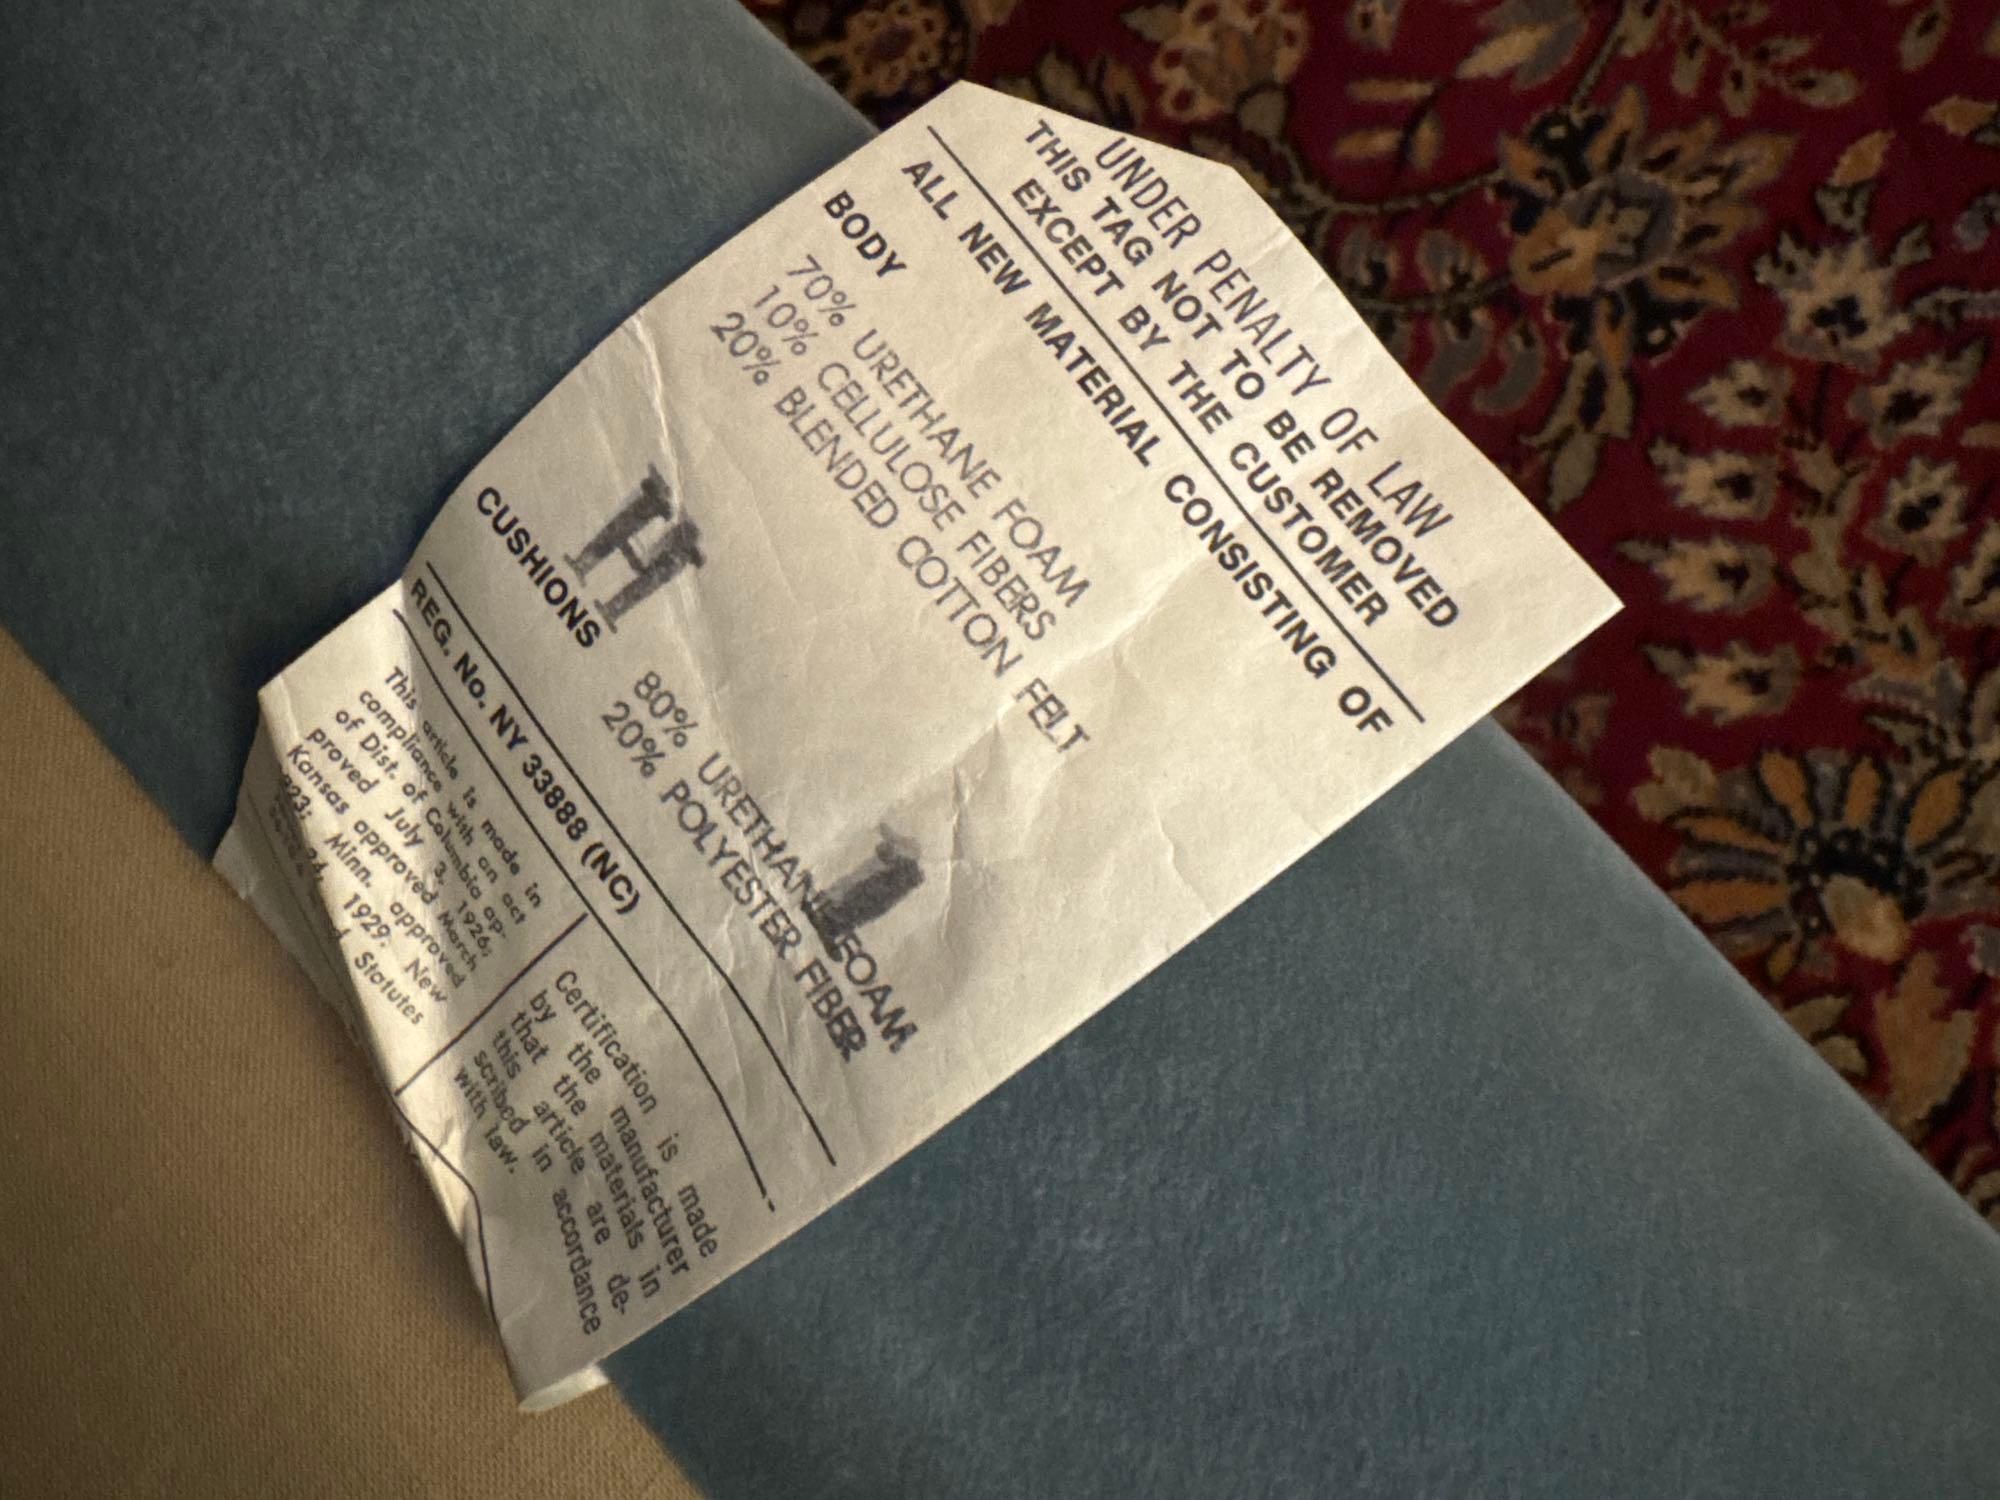 UNDER PENALTY OF LAW
THIS TAG NOT TO BE REMOVED
EXCEPT BY THE CUSTOMER
ALL NEW MATERIAL CONSISTING OF
BODY
70% URETHANE FOAM
10% CELLULOSE FIBERS
20% BLENDED COTTON FELT
H
1
CUSHIONS
80% URETHANE FOAM
20% POLYESTER FIBER
REG. No. NY 33888 (NC)
This article is made in
compliance with an act
of Dist. of Columbia ap-
proved July 3, 1926;
Kansas approved March
1923; Minn. approved
24, 1929. New
Statutes
Certification is made
by the manufacturer
that the materials in
this article are de-
scribed in accordance
with law.